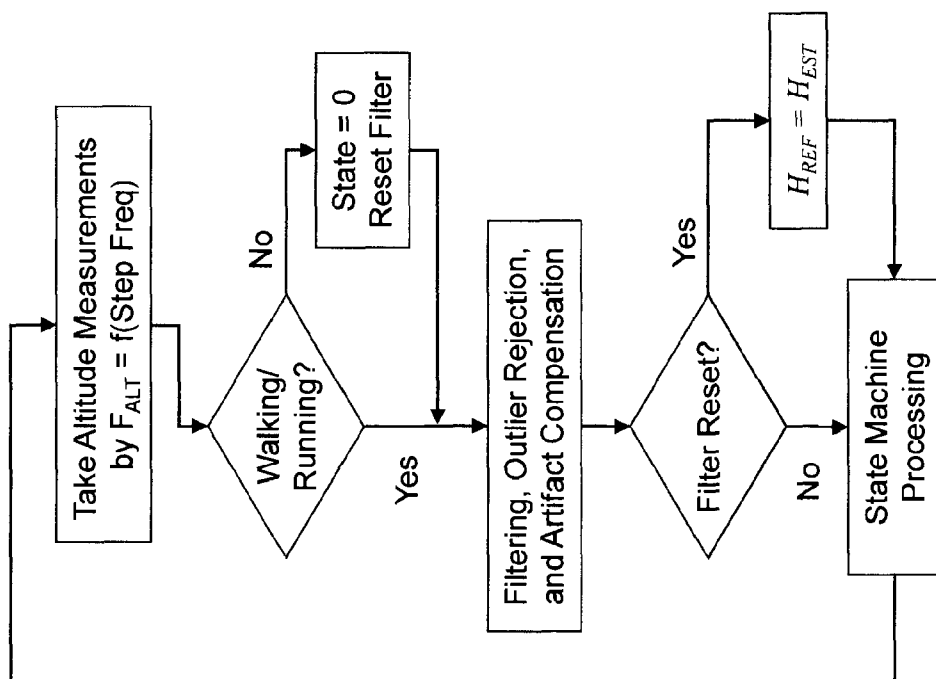 Take Altitude Measurements
by F_ALT = f(Step Freq)
Walking/
Running?
No
State = 0
Reset Filter
Yes
Filtering, Outlier Rejection,
and Artifact Compensation
Filter Reset?
Yes
H_REF = H_EST
No
State Machine
Processing